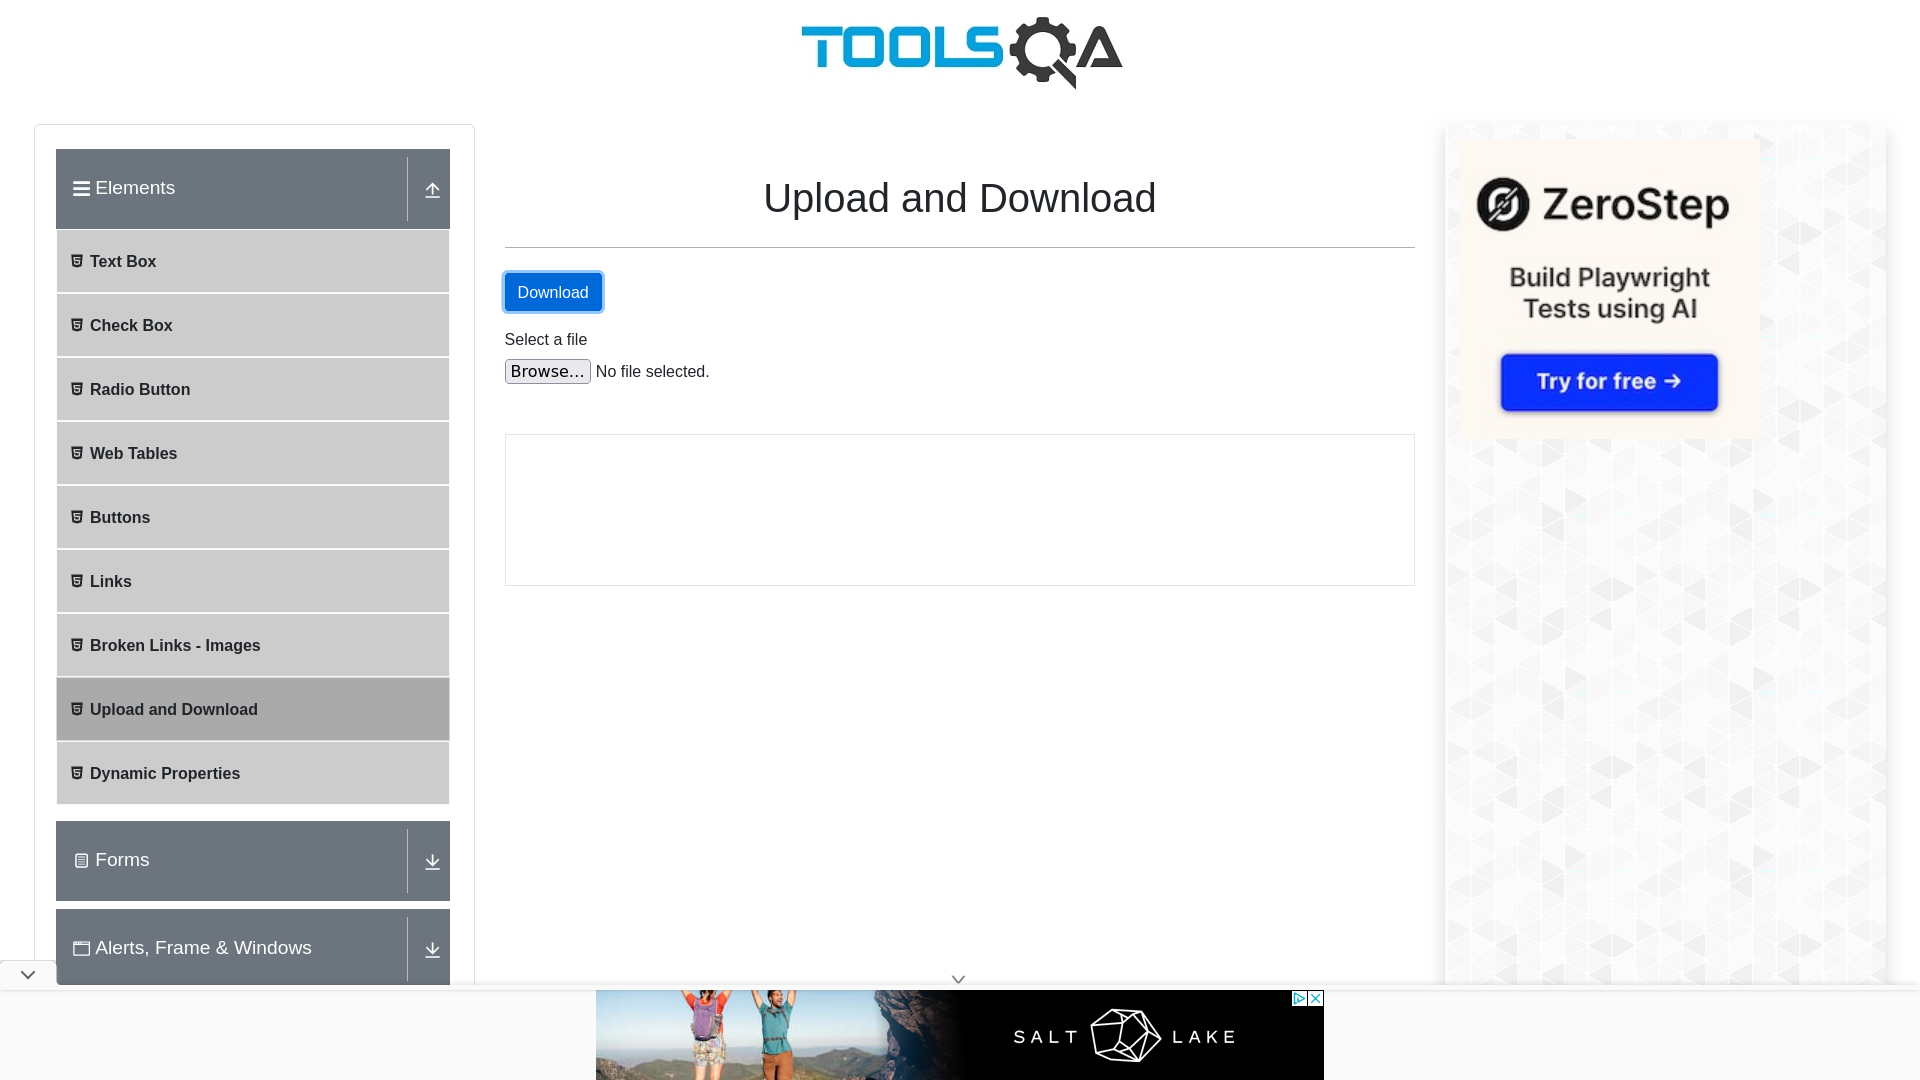 TOOLSQA
Elements
Text Box
Check Box
Radio Button
Web Tables
Buttons
Links
Broken Links - Images
Upload and Download
Dynamic Properties
Forms
Alerts, Frame & Windows
Upload and Download
Download
Select a file
Browse... No file selected.
ZeroStep
Build Playwright
Tests using AI
Try for free →
SALT LAKE